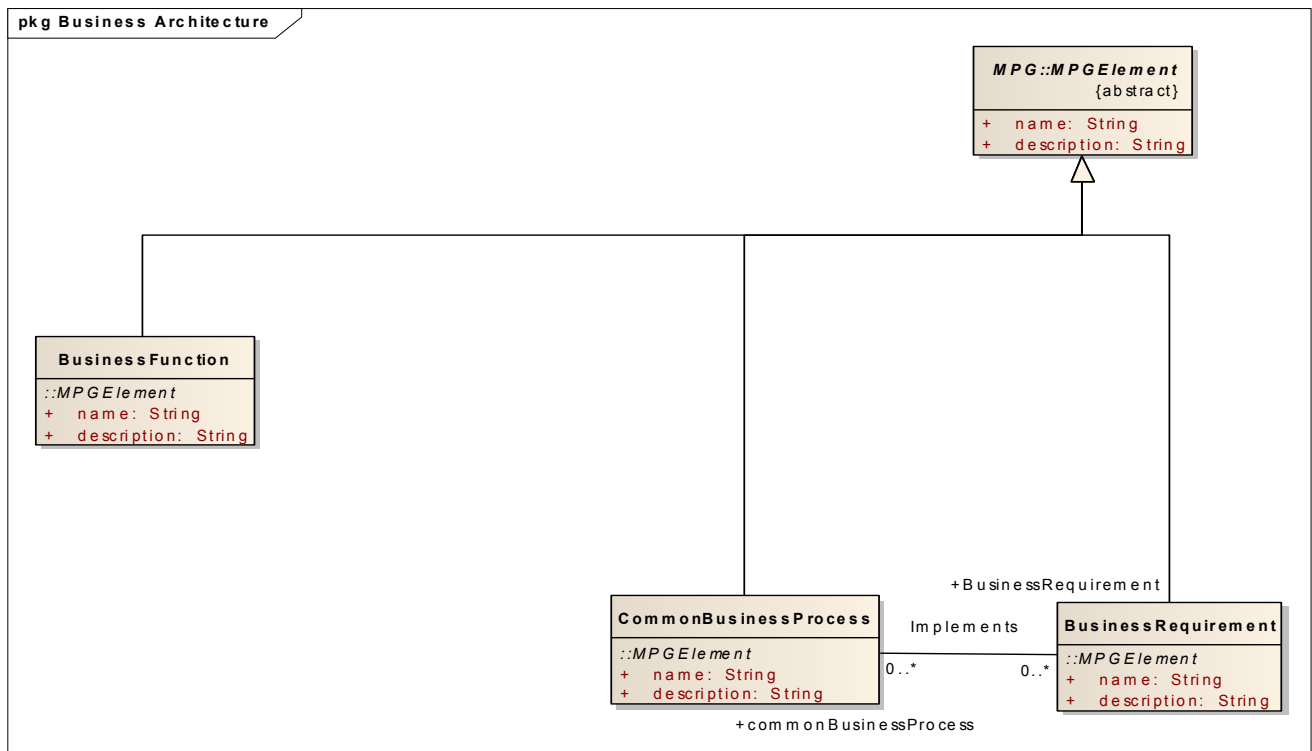 pkg Business Architecture
MPG::MPGElement
{abstract}
+ name: String
+ description: String
BusinessFunction
::MPGElement
+ name: String
+ description: String
+BusinessRequirement
CommonBusinessProcess
::MPGElement
+ name: String
+ description: String
Implements
0..*
0..*
BusinessRequirement
::MPGElement
+ name: String
+ description: String
+commonBusinessProcess